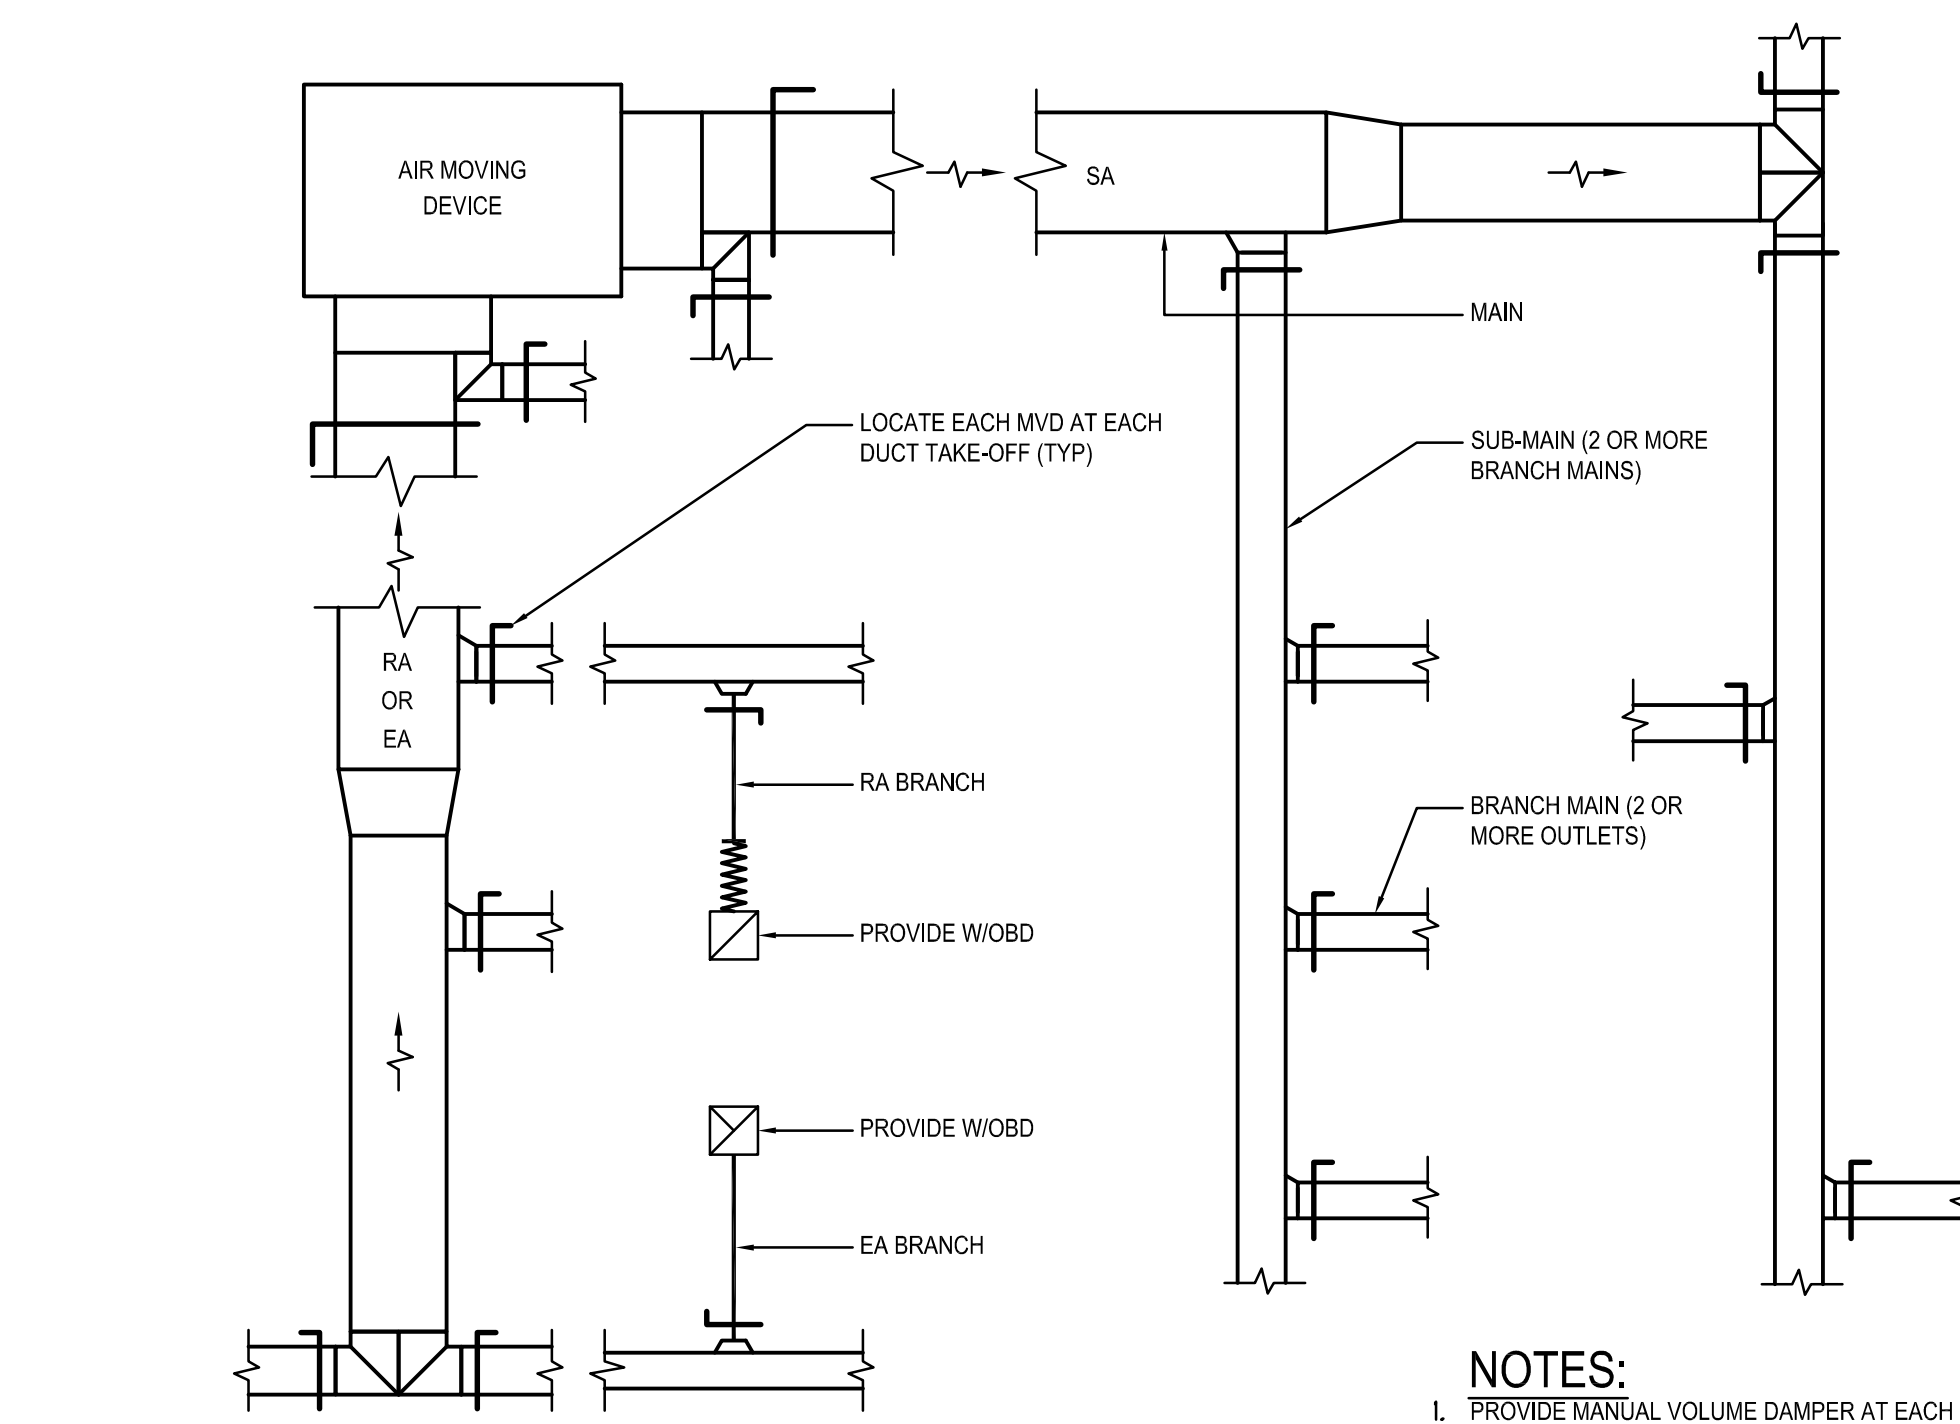 AIR MOVING
DEVICE
SA
MAIN
LOCATE EACH MVD AT EACH
DUCT TAKE-OFF (TYP)
SUB-MAIN (2 OR MORE
BRANCH MAINS)
RA
OR
EA
RA BRANCH
BRANCH MAIN (2 OR
MORE OUTLETS)
PROVIDE W/OBD
PROVIDE W/OBD
EA BRANCH
NOTES:
1. PROVIDE MANUAL VOLUME DAMPER AT EACH